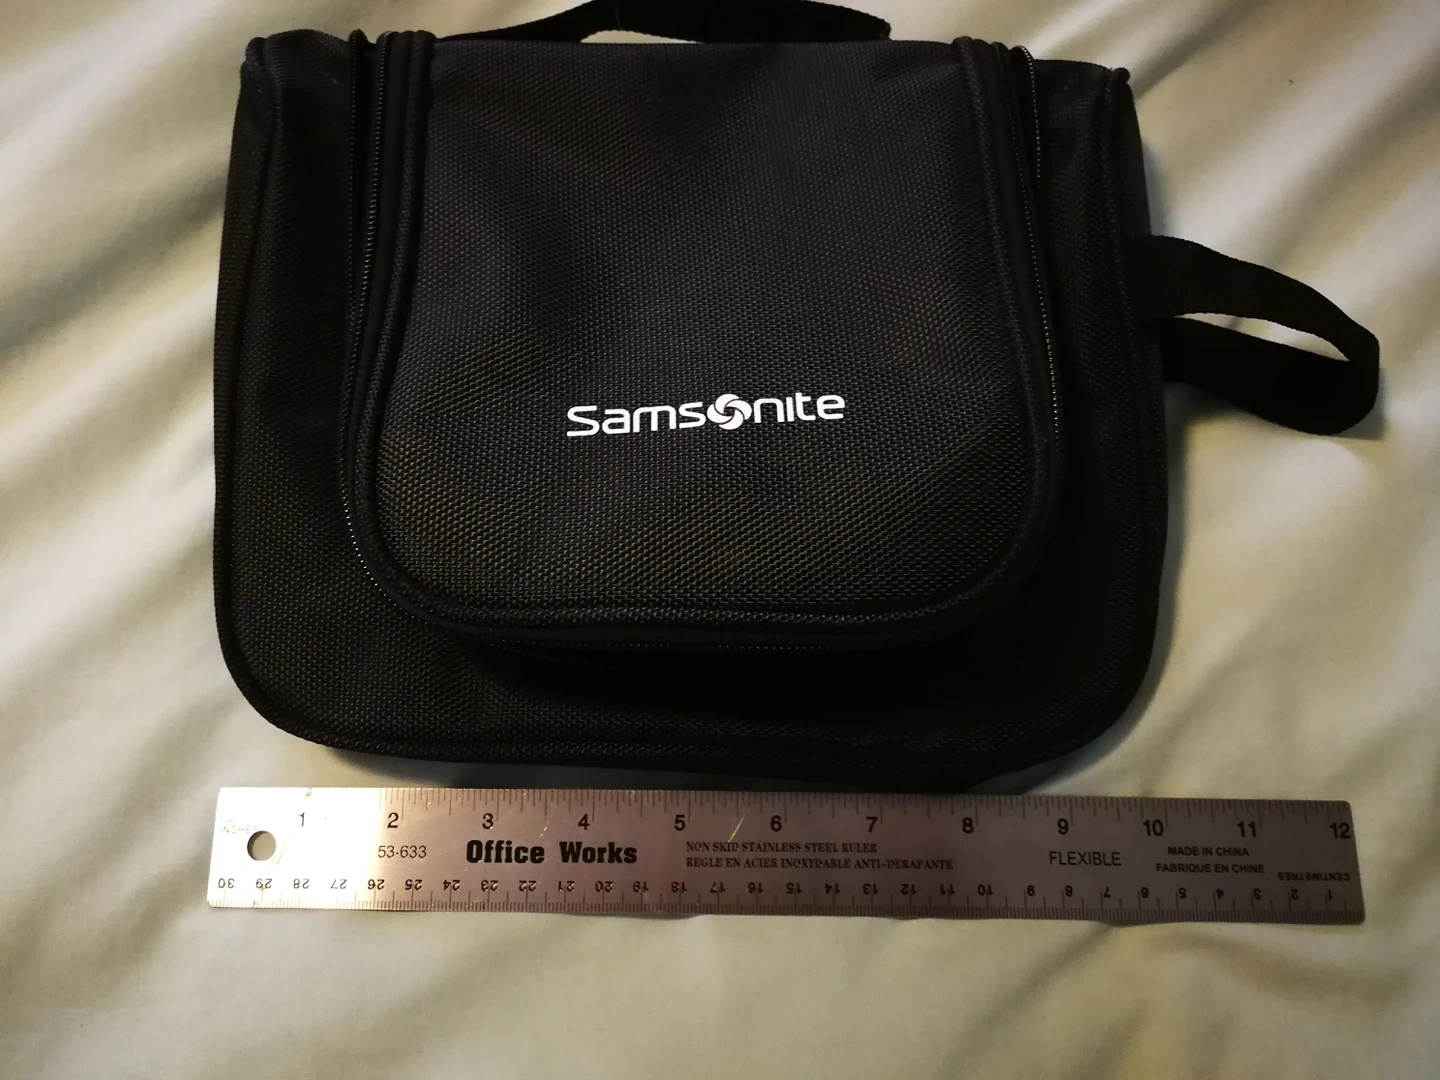 Samsonite
INCHES 1 2 3 4 5 6 7 8 9 10 11 12
53-633
Office Works
NON SKID STAINLESS STEEL RULER
REGLE EN ACIER INOXYDABLE ANTI-DERAPANTE
FLEXIBLE
MADE IN CHINA
FABRIQUE EN CHINE
CENTIMETRES
30 29 28 27 26 25 24 23 22 21 20 19 18 17 16 15 14 13 12 11 10 9 8 7 6 5 4 3 2 1